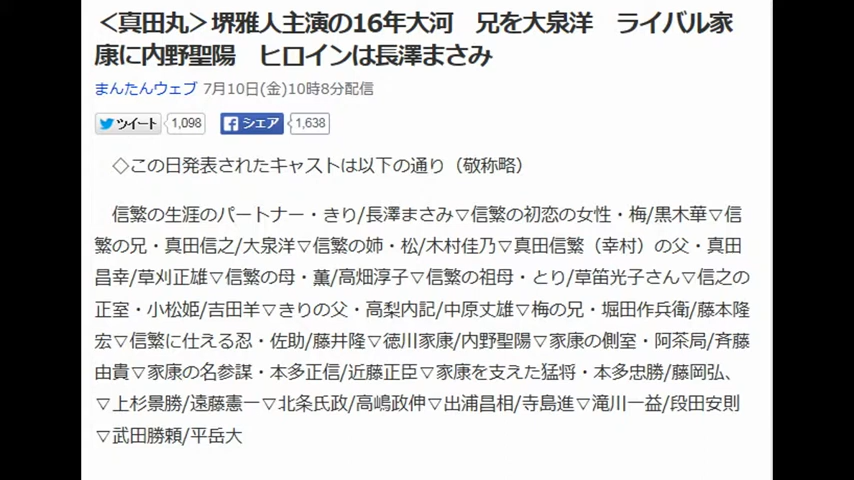 ＜真田丸＞堺雅人主演の16年大河　兄を大泉洋　ライバル家
康に内野聖陽　ヒロインは長澤まさみ
まんたんウェブ 7月10日(金)10時8分配信
ツイート 1,098 シェア 1,638
◇この日発表されたキャストは以下の通り（敬称略）
信繁の生涯のパートナー・きり/長澤まさみ▽信繁の初恋の女性・梅/黒木華▽信
繁の兄・真田信之/大泉洋▽信繁の姉・松/木村佳乃▽真田信繁（幸村）の父・真田
昌幸/草刈正雄▽信繁の母・薫/高畑淳子▽信繁の祖母・とり/草笛光子さん▽信之の
正室・小松姫/吉田羊▽きりの父・高梨内記/中原丈雄▽梅の兄・堀田作兵衛/藤本隆
宏▽信繁に仕える忍・佐助/藤井隆▽徳川家康/内野聖陽▽家康の側室・阿茶局/斉藤
由貴▽家康の名参謀・本多正信/近藤正臣▽家康を支えた猛将・本多忠勝/藤岡弘、
▽上杉景勝/遠藤憲一▽北条氏政/高嶋政伸▽出浦昌相/寺島進▽滝川一益/段田安則
▽武田勝頼/平岳大